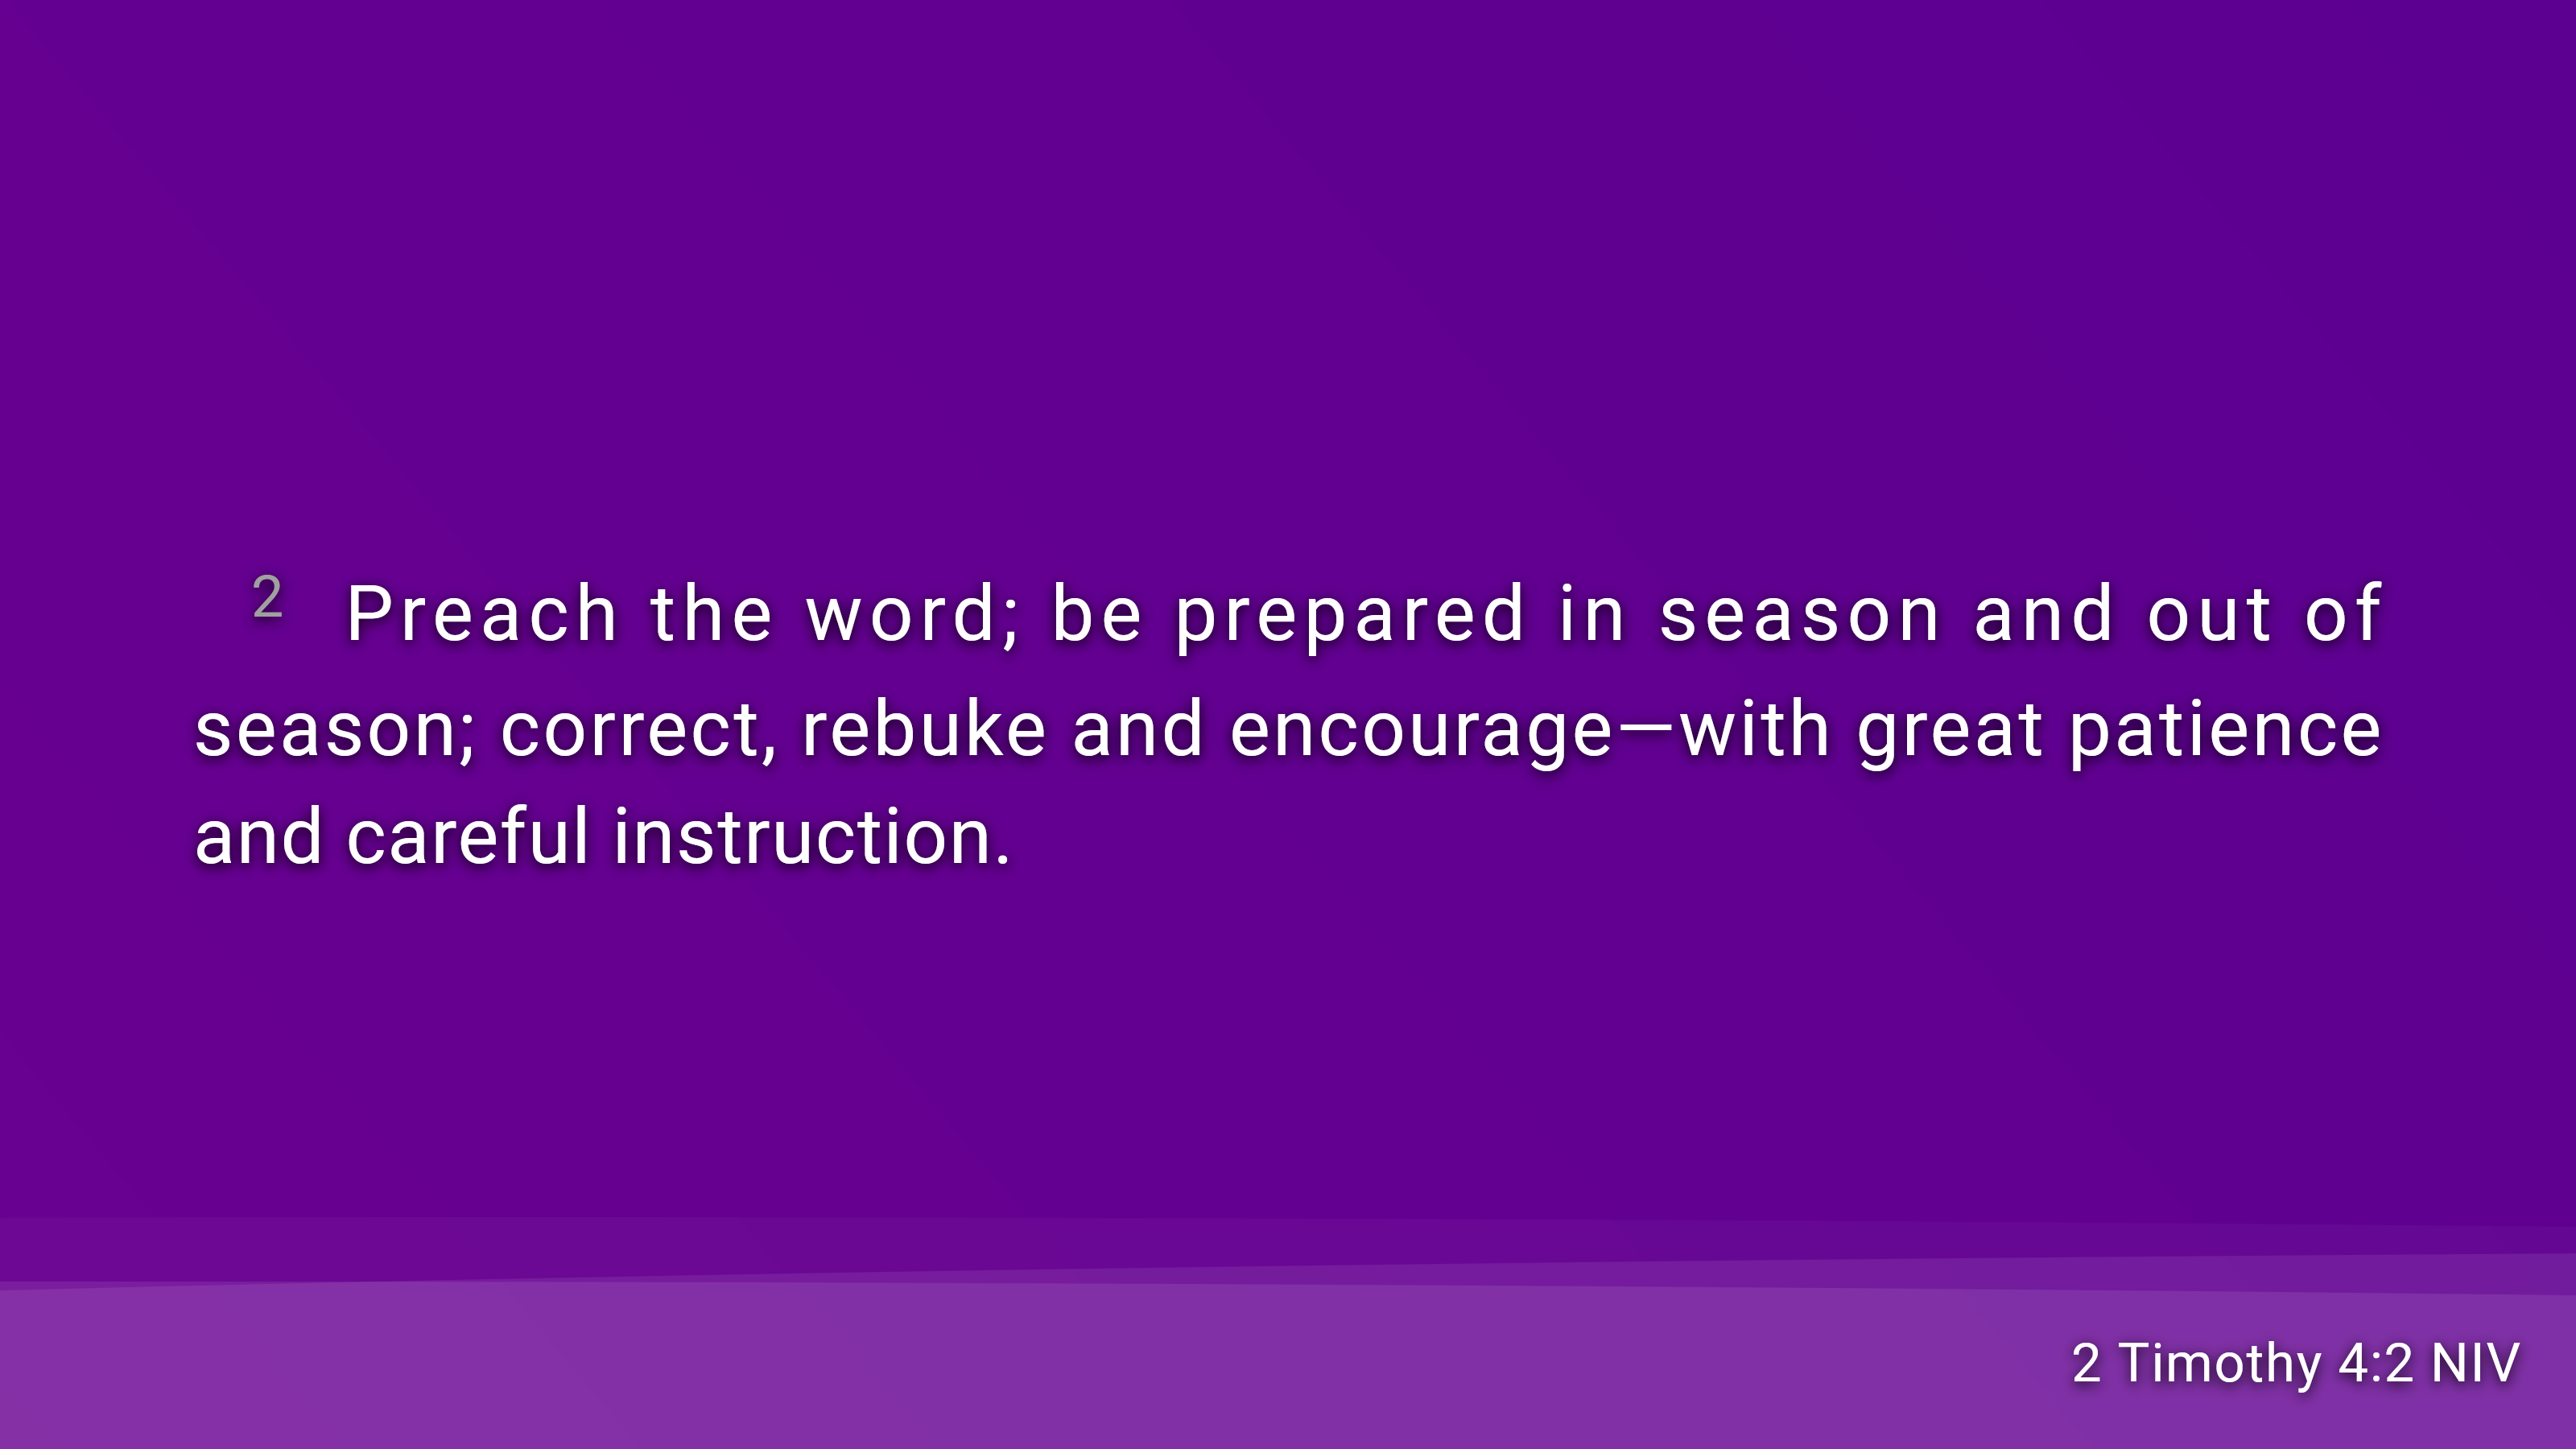 2 Preach the word; be prepared in season and out of
season; correct, rebuke and encourage—with great patience
and careful instruction.
2 Timothy 4:2 NIV